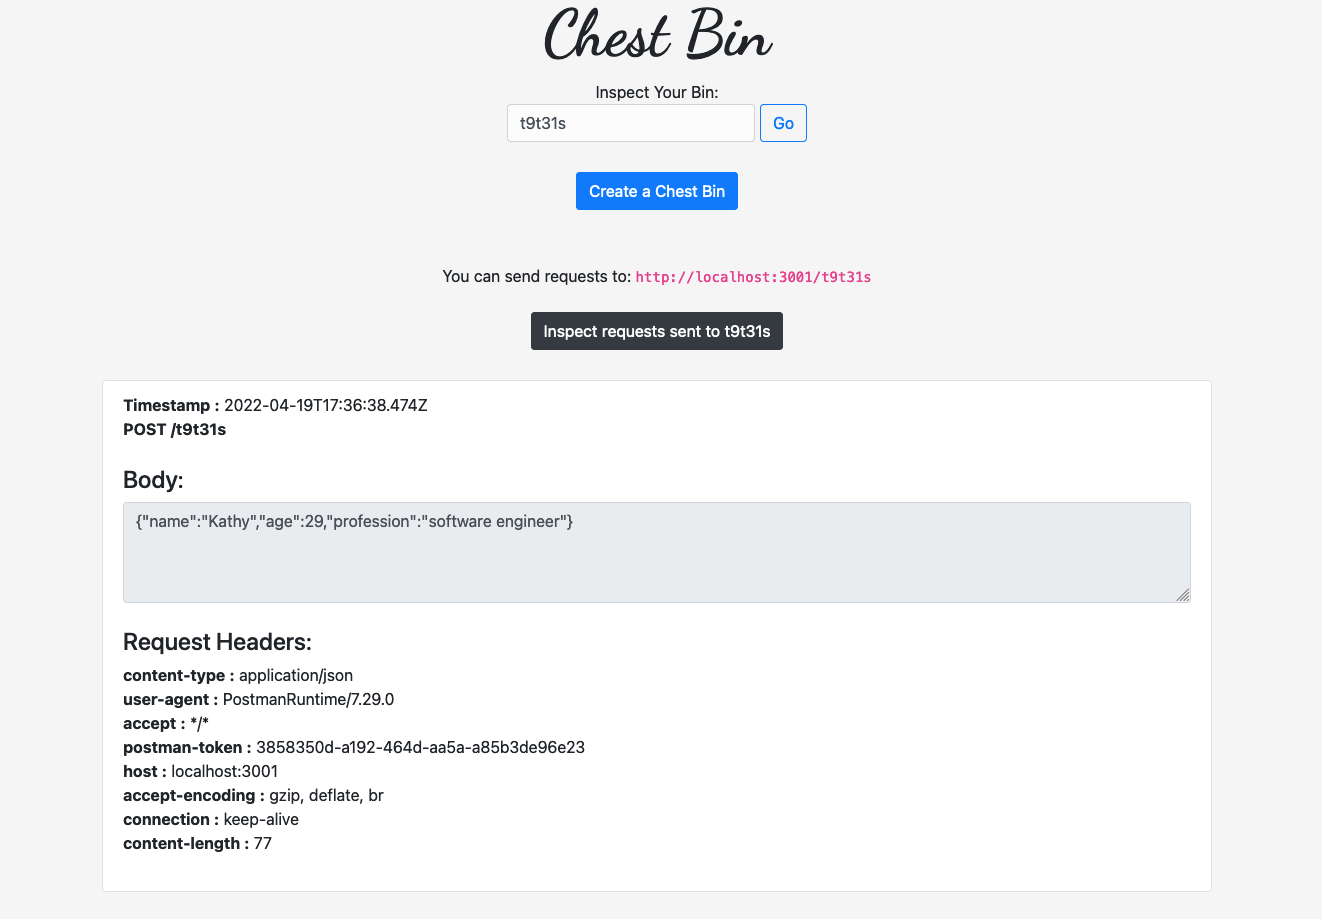 Chest Bin
Inspect Your Bin:
t9t31s Go
Create a Chest Bin
You can send requests to: http://localhost:3001/t9t31s
Inspect requests sent to t9t31s
Timestamp : 2022-04-19T17:36:38.474Z
POST /t9t31s
Body:
{"name":"Kathy","age":29,"profession":"software engineer"}
Request Headers:
content-type : application/json
user-agent : PostmanRuntime/7.29.0
accept : */*
postman-token : 3858350d-a192-464d-aa5a-a85b3de96e23
host : localhost:3001
accept-encoding : gzip, deflate, br
connection : keep-alive
content-length : 77